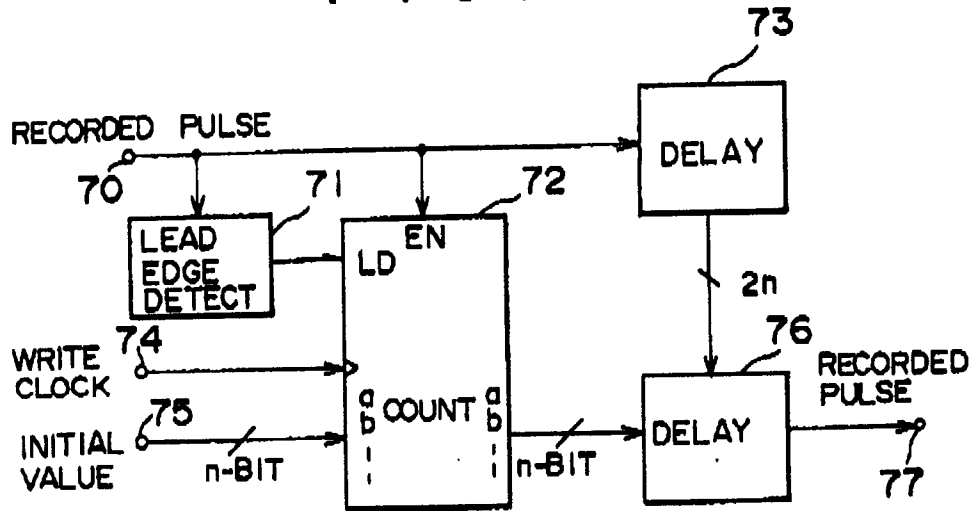 73
RECORDED PULSE
70
DELAY
71
72
LEAD
EDGE
DETECT
EN
LD
2n
74
WRITE
CLOCK
76
RECORDED
PULSE
75
INITIAL
VALUE
n-BIT
a
b
COUNT
a
b
n-BIT
DELAY
77